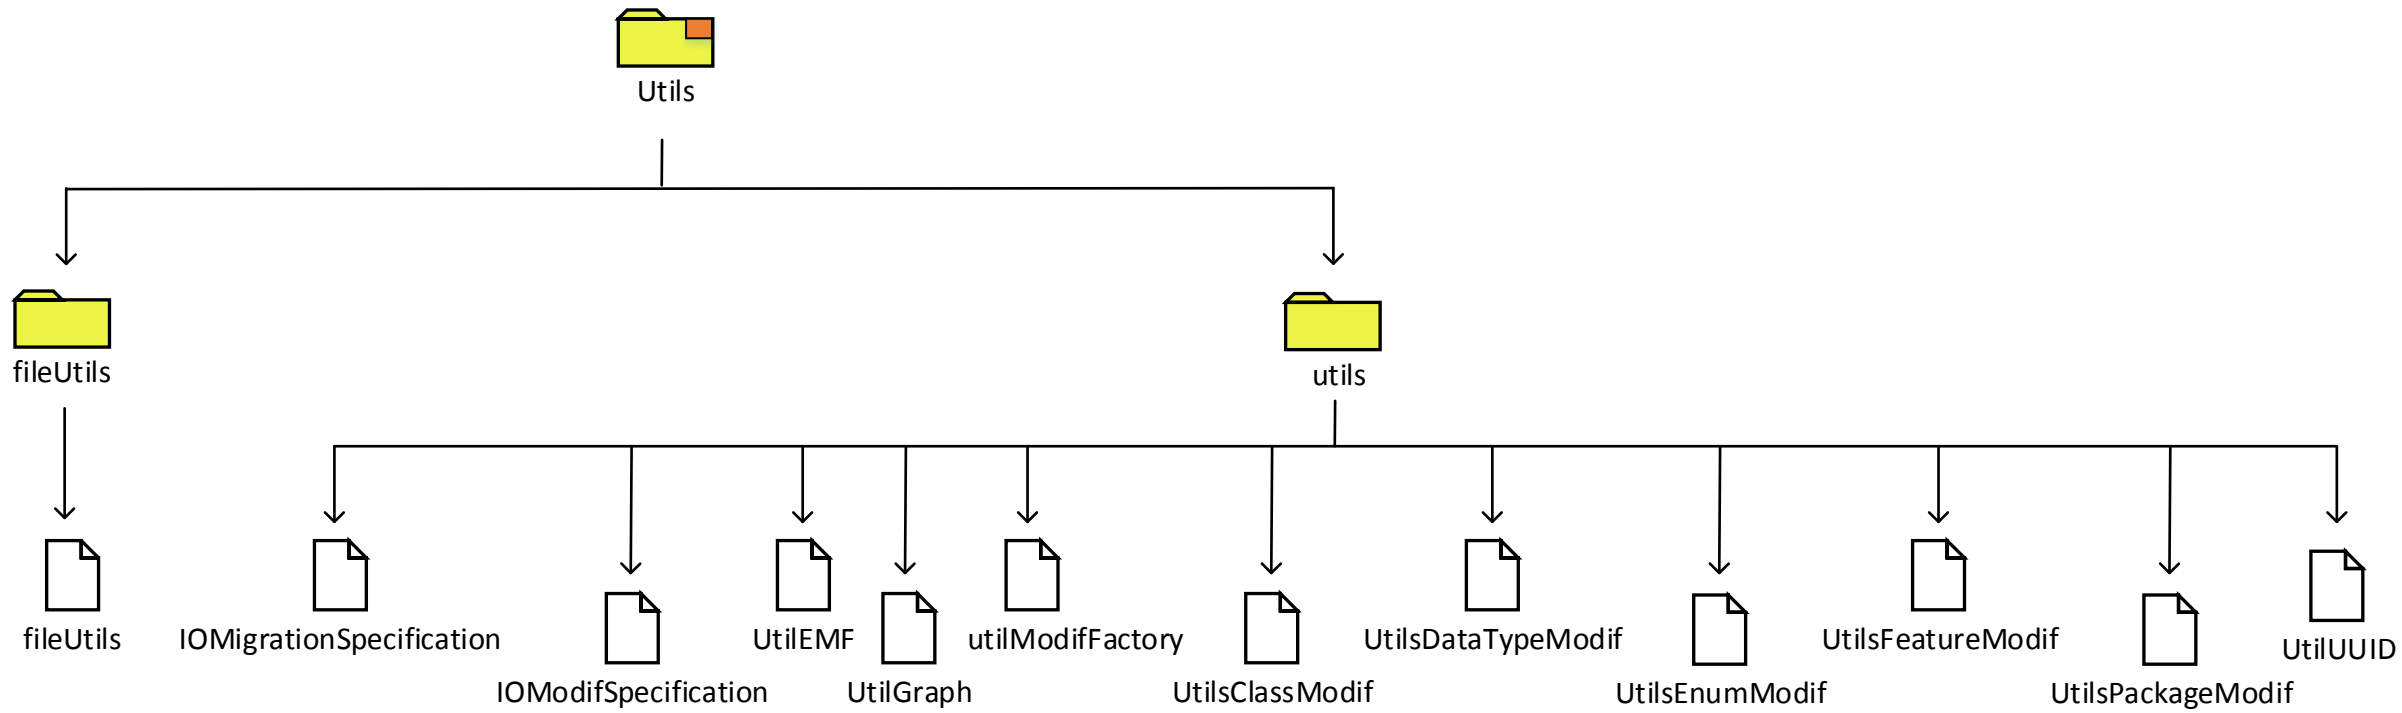 Utils
fileUtils
utils
fileUtils
IOMigrationSpecification
IOModifSpecification
UtilEMF
UtilGraph
utilModifFactory
UtilsClassModif
UtilsDataTypeModif
UtilsEnumModif
UtilsFeatureModif
UtilsPackageModif
UtilUUID